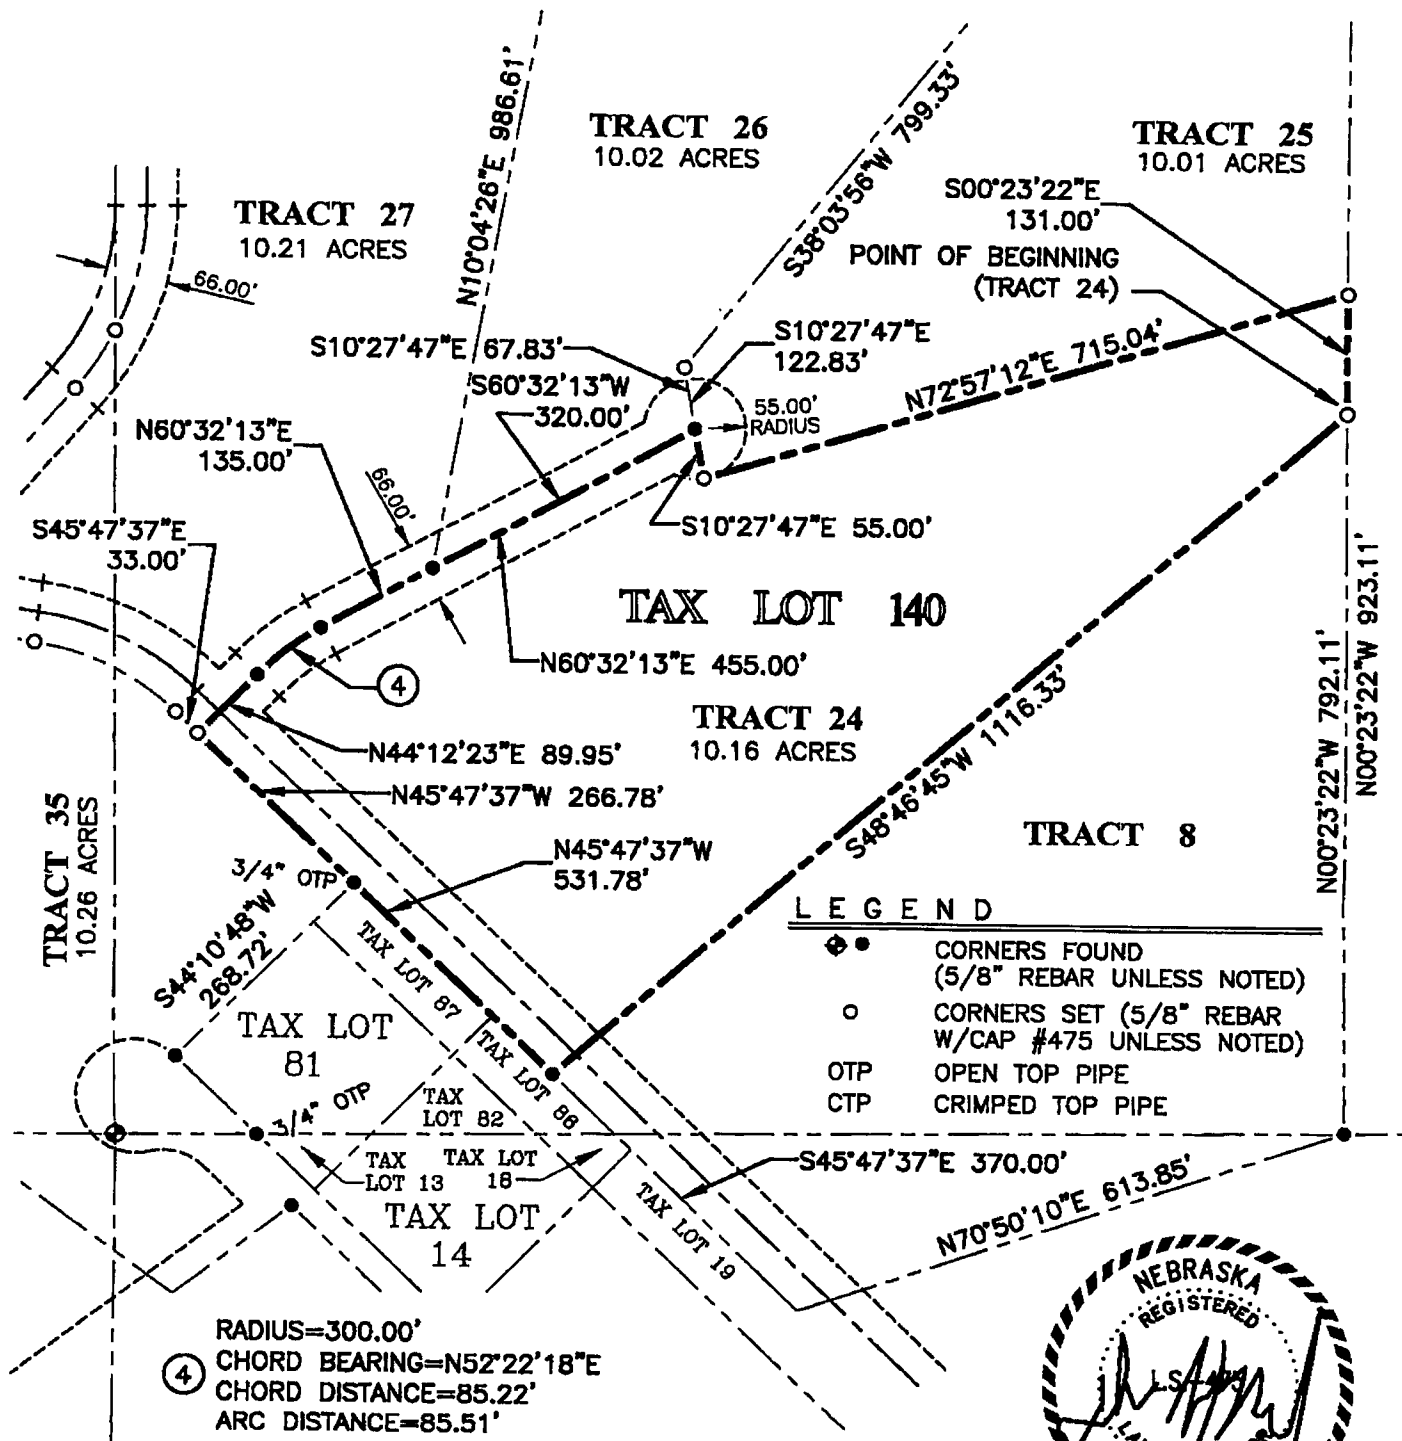 TRACT 26
10.02 ACRES
TRACT 25
10.01 ACRES
TRACT 27
10.21 ACRES
66.00'
N10°04'26"E 986.61'
S38°03'56"W 799.33'
S00°23'22"E
131.00'
POINT OF BEGINNING
(TRACT 24)
S10°27'47"E 67.83'
S10°27'47"E
122.83'
S60°32'13"W
320.00'
N72°57'12"E 715.04'
55.00'
RADIUS
N60°32'13"E
135.00'
66.00'
S45°47'37"E
33.00'
S10°27'47"E 55.00'
TAX LOT 140
N60°32'13"E 455.00'
4
TRACT 24
10.16 ACRES
N44°12'23"E 89.95'
N45°47'37"W 266.78'
S48°46'45"W 1116.33'
N00°23'22"W 792.11'
N00°23'22"W 923.11'
TRACT 8
TRACT 35
10.26 ACRES
3/4" OTP
N45°47'37"W
531.78'
S44°10'48"W
268.72'
TAX LOT 87
TAX LOT 86
TAX LOT
81
3/4" OTP
TAX
LOT 82
TAX
LOT 13
TAX LOT
18
TAX LOT
14
TAX LOT 19
S45°47'37"E 370.00'
N70°50'10"E 613.85'
LEGEND
CORNERS FOUND
(5/8" REBAR UNLESS NOTED)
CORNERS SET (5/8" REBAR
W/CAP #475 UNLESS NOTED)
OTP OPEN TOP PIPE
CTP CRIMPED TOP PIPE
4
RADIUS=300.00'
CHORD BEARING=N52°22'18"E
CHORD DISTANCE=85.22'
ARC DISTANCE=85.51'
NEBRASKA
REGISTERED